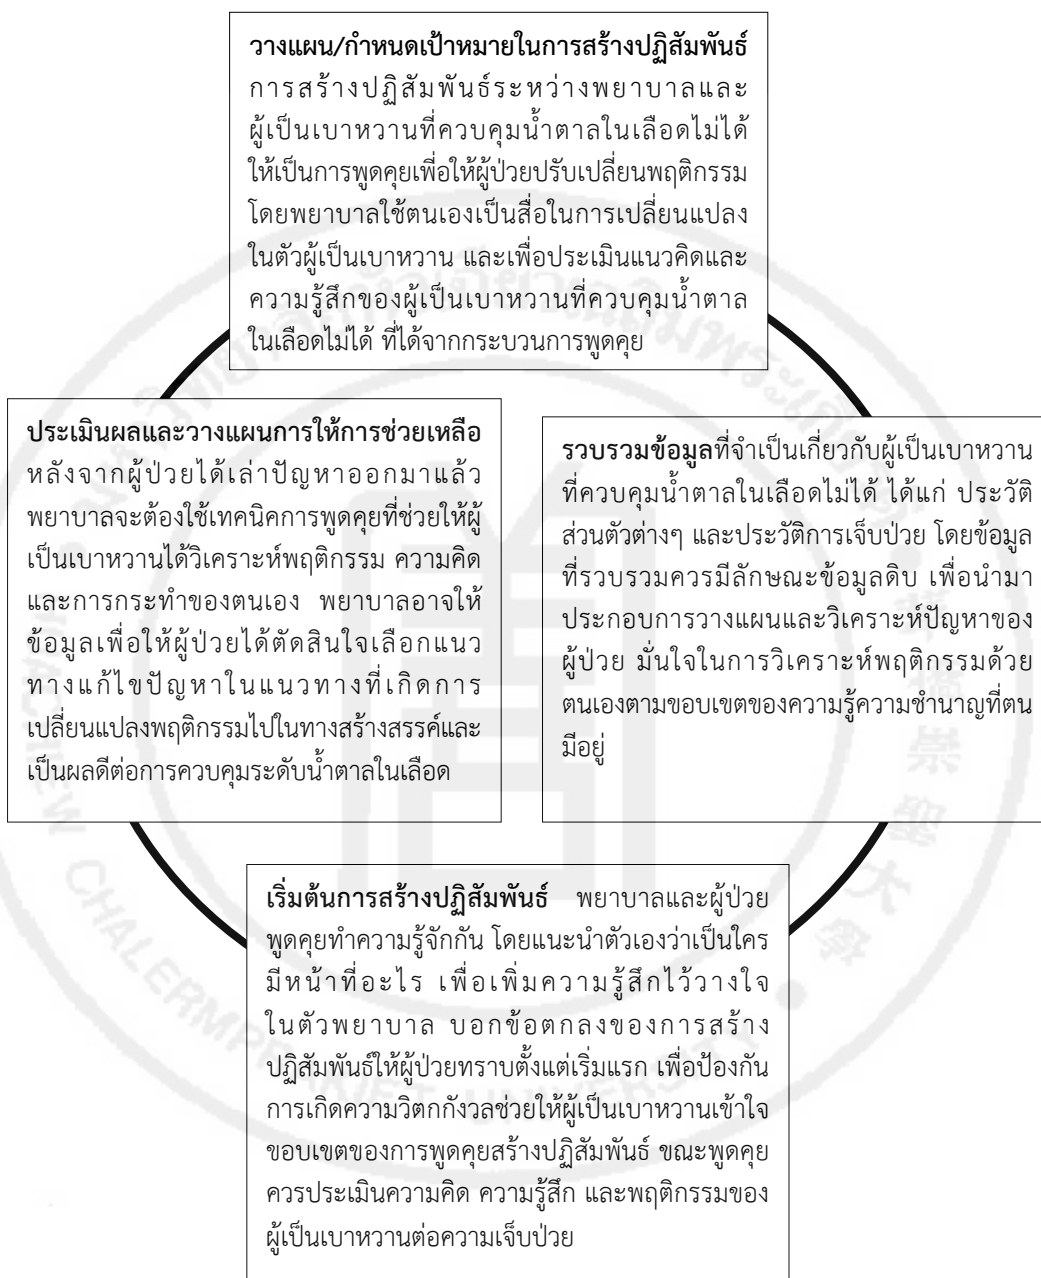 วางแผน/กำหนดเป้าหมายในการสร้างปฏิสัมพันธ์
การสร้างปฏิสัมพันธ์ระหว่างพยาบาลและ
ผู้เป็นเบาหวานที่ควบคุมน้ำตาลในเลือดไม่ได้
ให้เป็นการพูดคุยเพื่อให้ผู้ป่วยปรับเปลี่ยนพฤติกรรม
โดยพยาบาลใช้ตนเองเป็นสื่อในการเปลี่ยนแปลง
ในตัวผู้เป็นเบาหวาน และเพื่อประเมินแนวคิดและ
ความรู้สึกของผู้เป็นเบาหวานที่ควบคุมน้ำตาล
ในเลือดไม่ได้ ที่ได้จากกระบวนการพูดคุย
ประเมินผลและวางแผนการให้การช่วยเหลือ
หลังจากผู้ป่วยได้เล่าปัญหาออกมาแล้ว
พยาบาลจะต้องใช้เทคนิคการพูดคุยที่ช่วยให้ผู้
เป็นเบาหวานได้วิเคราะห์พฤติกรรม ความคิด
และการกระทำของตนเอง พยาบาลอาจให้
ข้อมูลเพื่อให้ผู้ป่วยได้ตัดสินใจเลือกแนว
ทางแก้ไขปัญหาในแนวทางที่เกิดการ
เปลี่ยนแปลงพฤติกรรมไปในทางสร้างสรรค์และ
เป็นผลดีต่อการควบคุมระดับน้ำตาลในเลือด
รวบรวมข้อมูลที่จำเป็นเกี่ยวกับผู้เป็นเบาหวาน
ที่ควบคุมน้ำตาลในเลือดไม่ได้ ได้แก่ ประวัติ
ส่วนตัวต่างๆ และประวัติการเจ็บป่วย โดยข้อมูล
ที่รวบรวมควรมีลักษณะข้อมูลดิบ เพื่อนำมา
ประกอบการวางแผนและวิเคราะห์ปัญหาของ
ผู้ป่วย มั่นใจในการวิเคราะห์พฤติกรรมด้วย
ตนเองตามขอบเขตของความรู้ความชำนาญที่ตน
มีอยู่
เริ่มต้นการสร้างปฏิสัมพันธ์ พยาบาลและผู้ป่วย
พูดคุยทำความรู้จักกัน โดยแนะนำตัวเองว่าเป็นใคร
มีหน้าที่อะไร เพื่อเพิ่มความรู้สึกไว้วางใจ
ในตัวพยาบาล บอกข้อตกลงของการสร้าง
ปฏิสัมพันธ์ให้ผู้ป่วยทราบตั้งแต่เริ่มแรก เพื่อป้องกัน
การเกิดความวิตกกังวลช่วยให้ผู้เป็นเบาหวานเข้าใจ
ขอบเขตของการพูดคุยสร้างปฏิสัมพันธ์ ขณะพูดคุย
ควรประเมินความคิด ความรู้สึก และพฤติกรรมของ
ผู้เป็นเบาหวานต่อความเจ็บป่วย